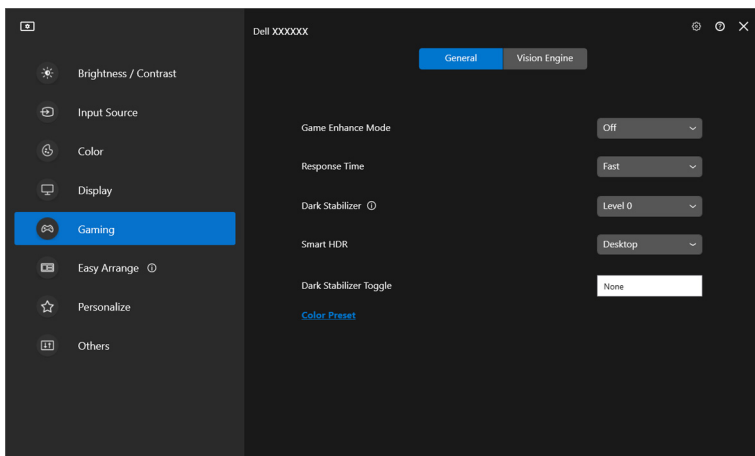 Dell XXXXXX
General Vision Engine
Brightness / Contrast
Input Source
Color
Display
Gaming
Easy Arrange
Personalize
Others
Game Enhance Mode Off
Response Time Fast
Dark Stabilizer Level 0
Smart HDR Desktop
Dark Stabilizer Toggle None
Color Preset